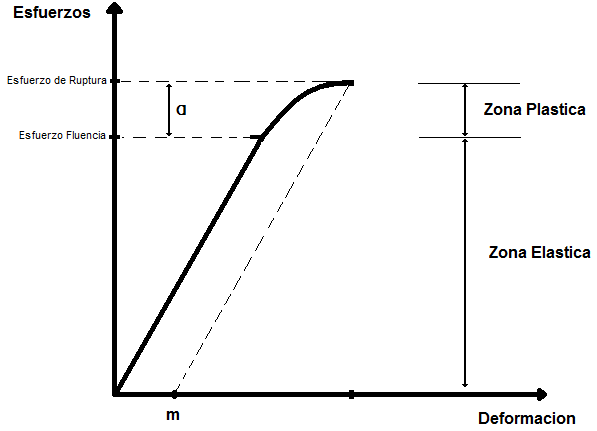 Esfuerzos
Esfuerzo de Ruptura
α
Zona Plastica
Esfuerzo Fluencia
Zona Elastica
m
Deformacion